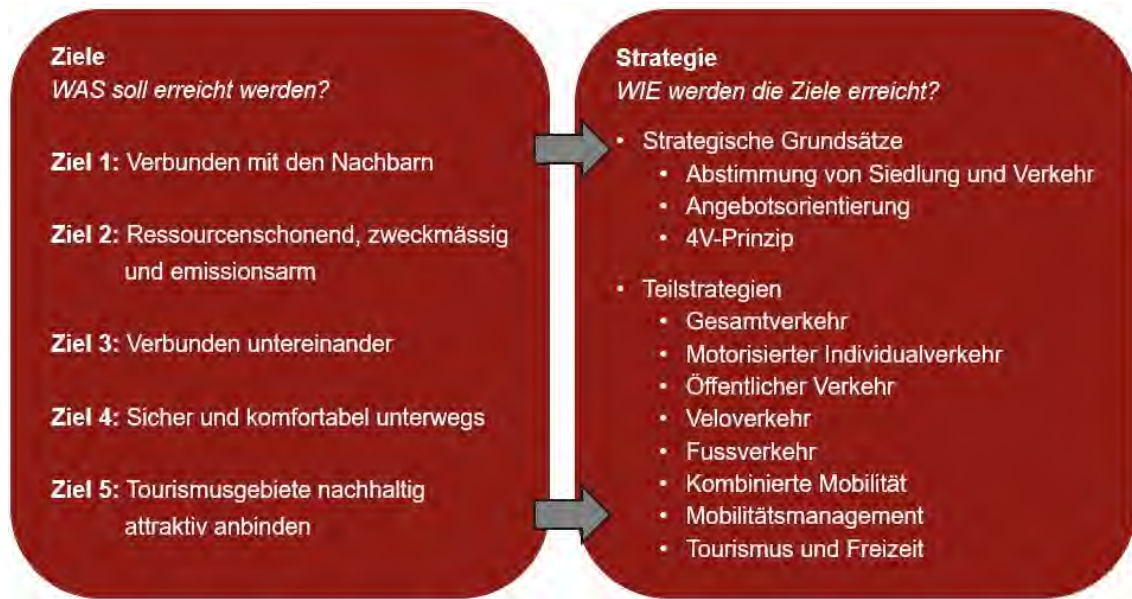 Ziele
WAS soll erreicht werden?
Ziel 1: Verbunden mit den Nachbarn
Ziel 2: Ressourcenschonend, zweckmässig
und emissionsarm
Ziel 3: Verbunden untereinander
Ziel 4: Sicher und komfortabel unterwegs
Ziel 5: Tourismusgebiete nachhaltig
attraktiv anbinden
Strategie
WIE werden die Ziele erreicht?
• Strategische Grundsätze
• Abstimmung von Siedlung und Verkehr
• Angebotsorientierung
• 4V-Prinzip
• Teilstrategien
• Gesamtverkehr
• Motorisierter Individualverkehr
• Öffentlicher Verkehr
• Veloverkehr
• Fussverkehr
• Kombinierte Mobilität
• Mobilitätsmanagement
• Tourismus und Freizeit